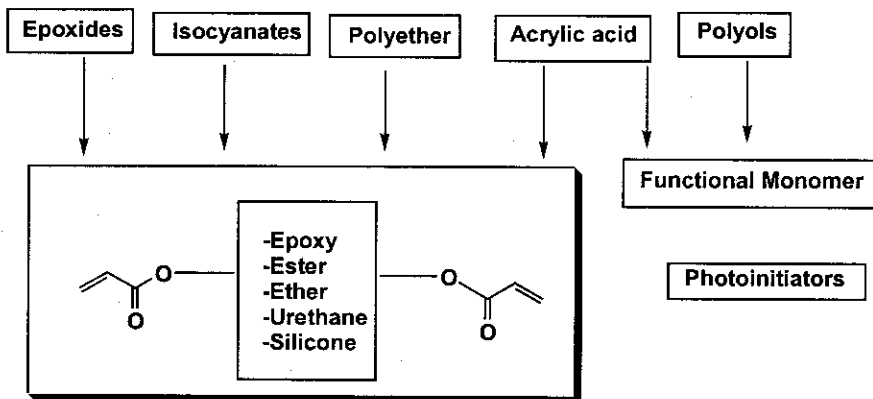 Epoxides
Isocyanates
Polyether
Acrylic acid
Polyols
Functional Monomer
-Epoxy
-Ester
-Ether
-Urethane
-Silicone
O
O
O
O
Photoinitiators